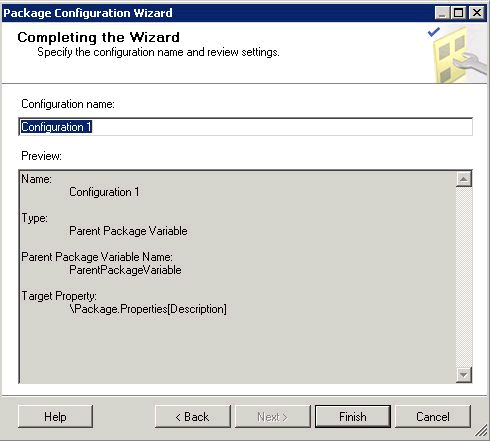 Package Configuration Wizard
Completing the Wizard
Specify the configuration name and review settings.
Configuration name:
Configuration 1
Preview:
Name:
Configuration 1
Type:
Parent Package Variable
Parent Package Variable Name:
ParentPackageVariable
Target Property:
\Package.Properties[Description]
Help
< Back
Next >
Finish
Cancel